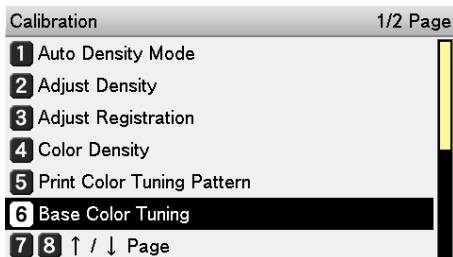 Calibration 1/2 Page
1 Auto Density Mode
2 Adjust Density
3 Adjust Registration
4 Color Density
5 Print Color Tuning Pattern
6 Base Color Tuning
7 8 ↑ / ↓ Page